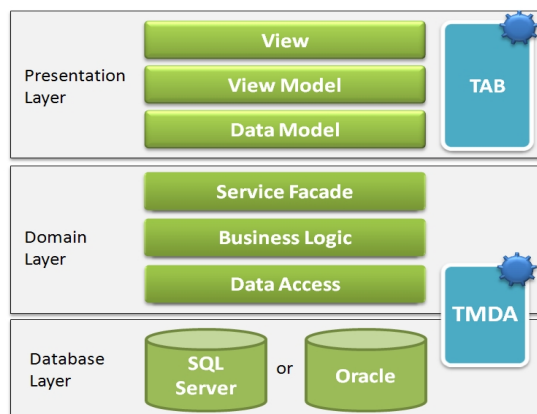 Presentation
Layer
View
View Model
Data Model
TAB
Domain
Layer
Service Facade
Business Logic
Data Access
TMDA
Database
Layer
SQL
Server
or
Oracle